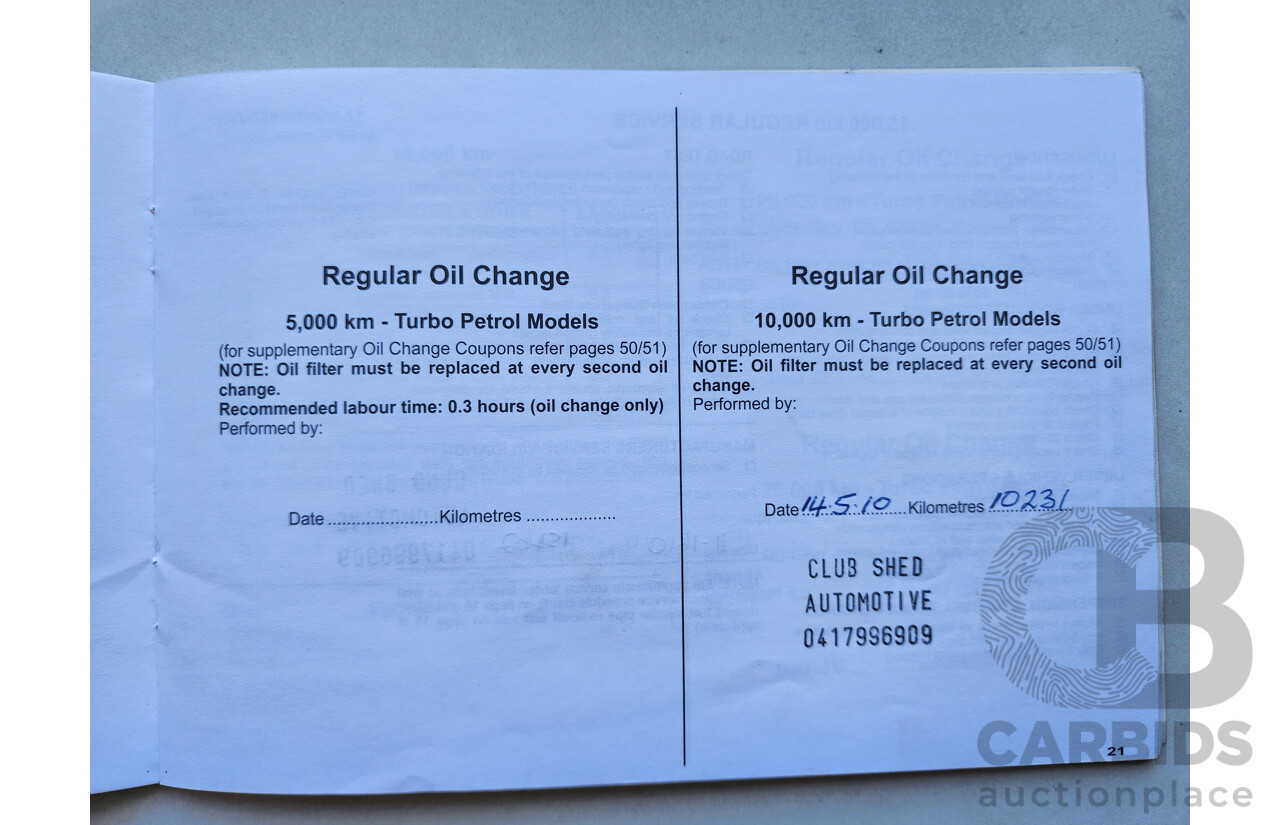 Regular Oil Change
5,000 km - Turbo Petrol Models
(for supplementary Oil Change Coupons refer pages 50/51)
NOTE: Oil filter must be replaced at every second oil
change.
Recommended labour time: 0.3 hours (oil change only)
Performed by:
Date ...................... Kilometres ..................
Regular Oil Change
10,000 km - Turbo Petrol Models
(for supplementary Oil Change Coupons refer pages 50/51)
NOTE: Oil filter must be replaced at every second oil
change.
Performed by:
Date 14.5.10 Kilometres 10231
CLUB SHED
AUTOMOTIVE
0417996909
21
CB
CARBIDS
auctionplace